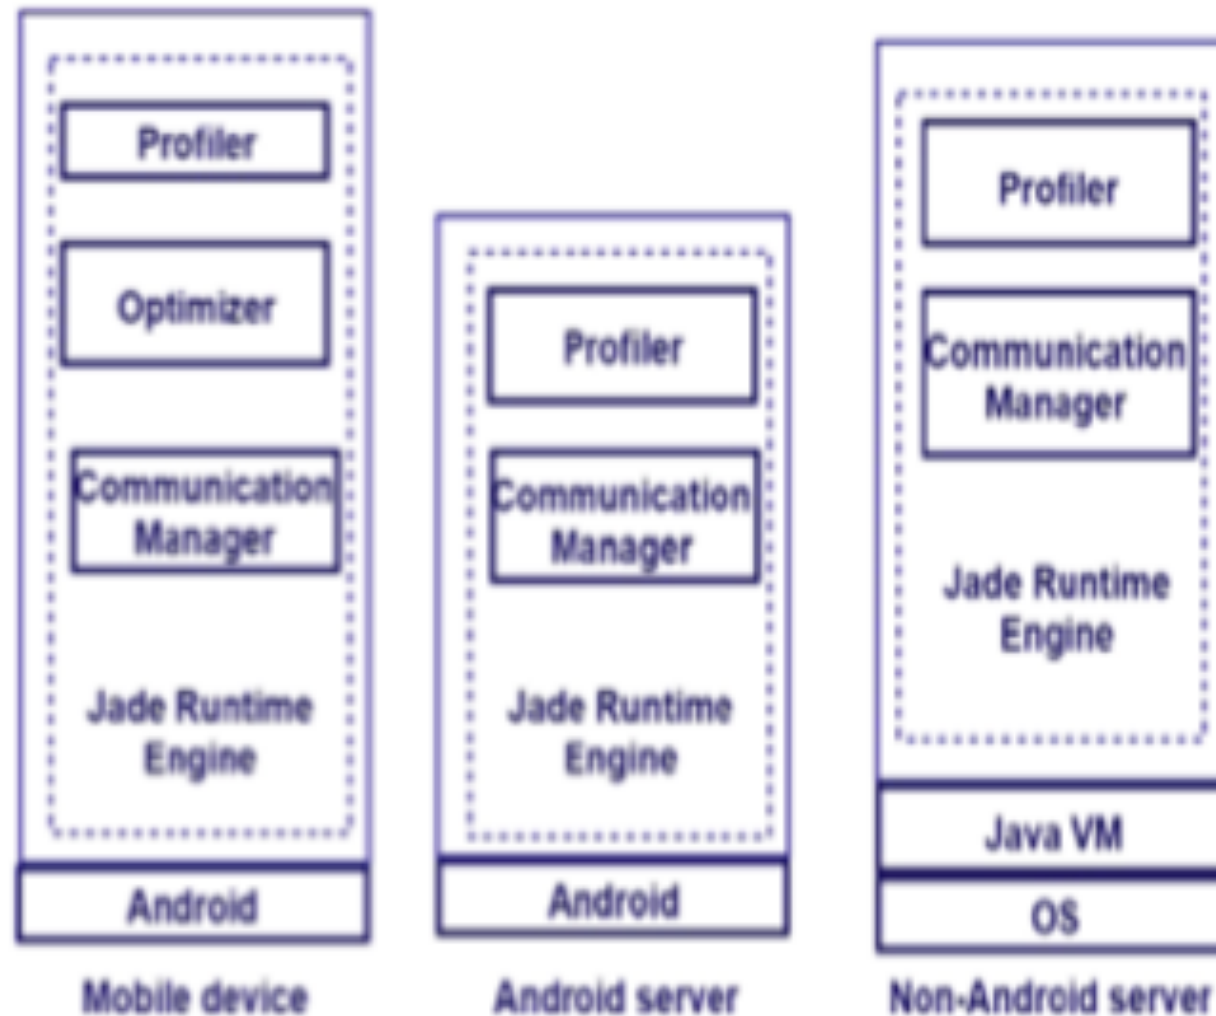 Profiler
Optimizer
Communication
Manager
Jade Runtime
Engine
Android
Mobile device
Profiler
Communication
Manager
Jade Runtime
Engine
Android
Android server
Profiler
Communication
Manager
Jade Runtime
Engine
Java VM
OS
Non-Android server